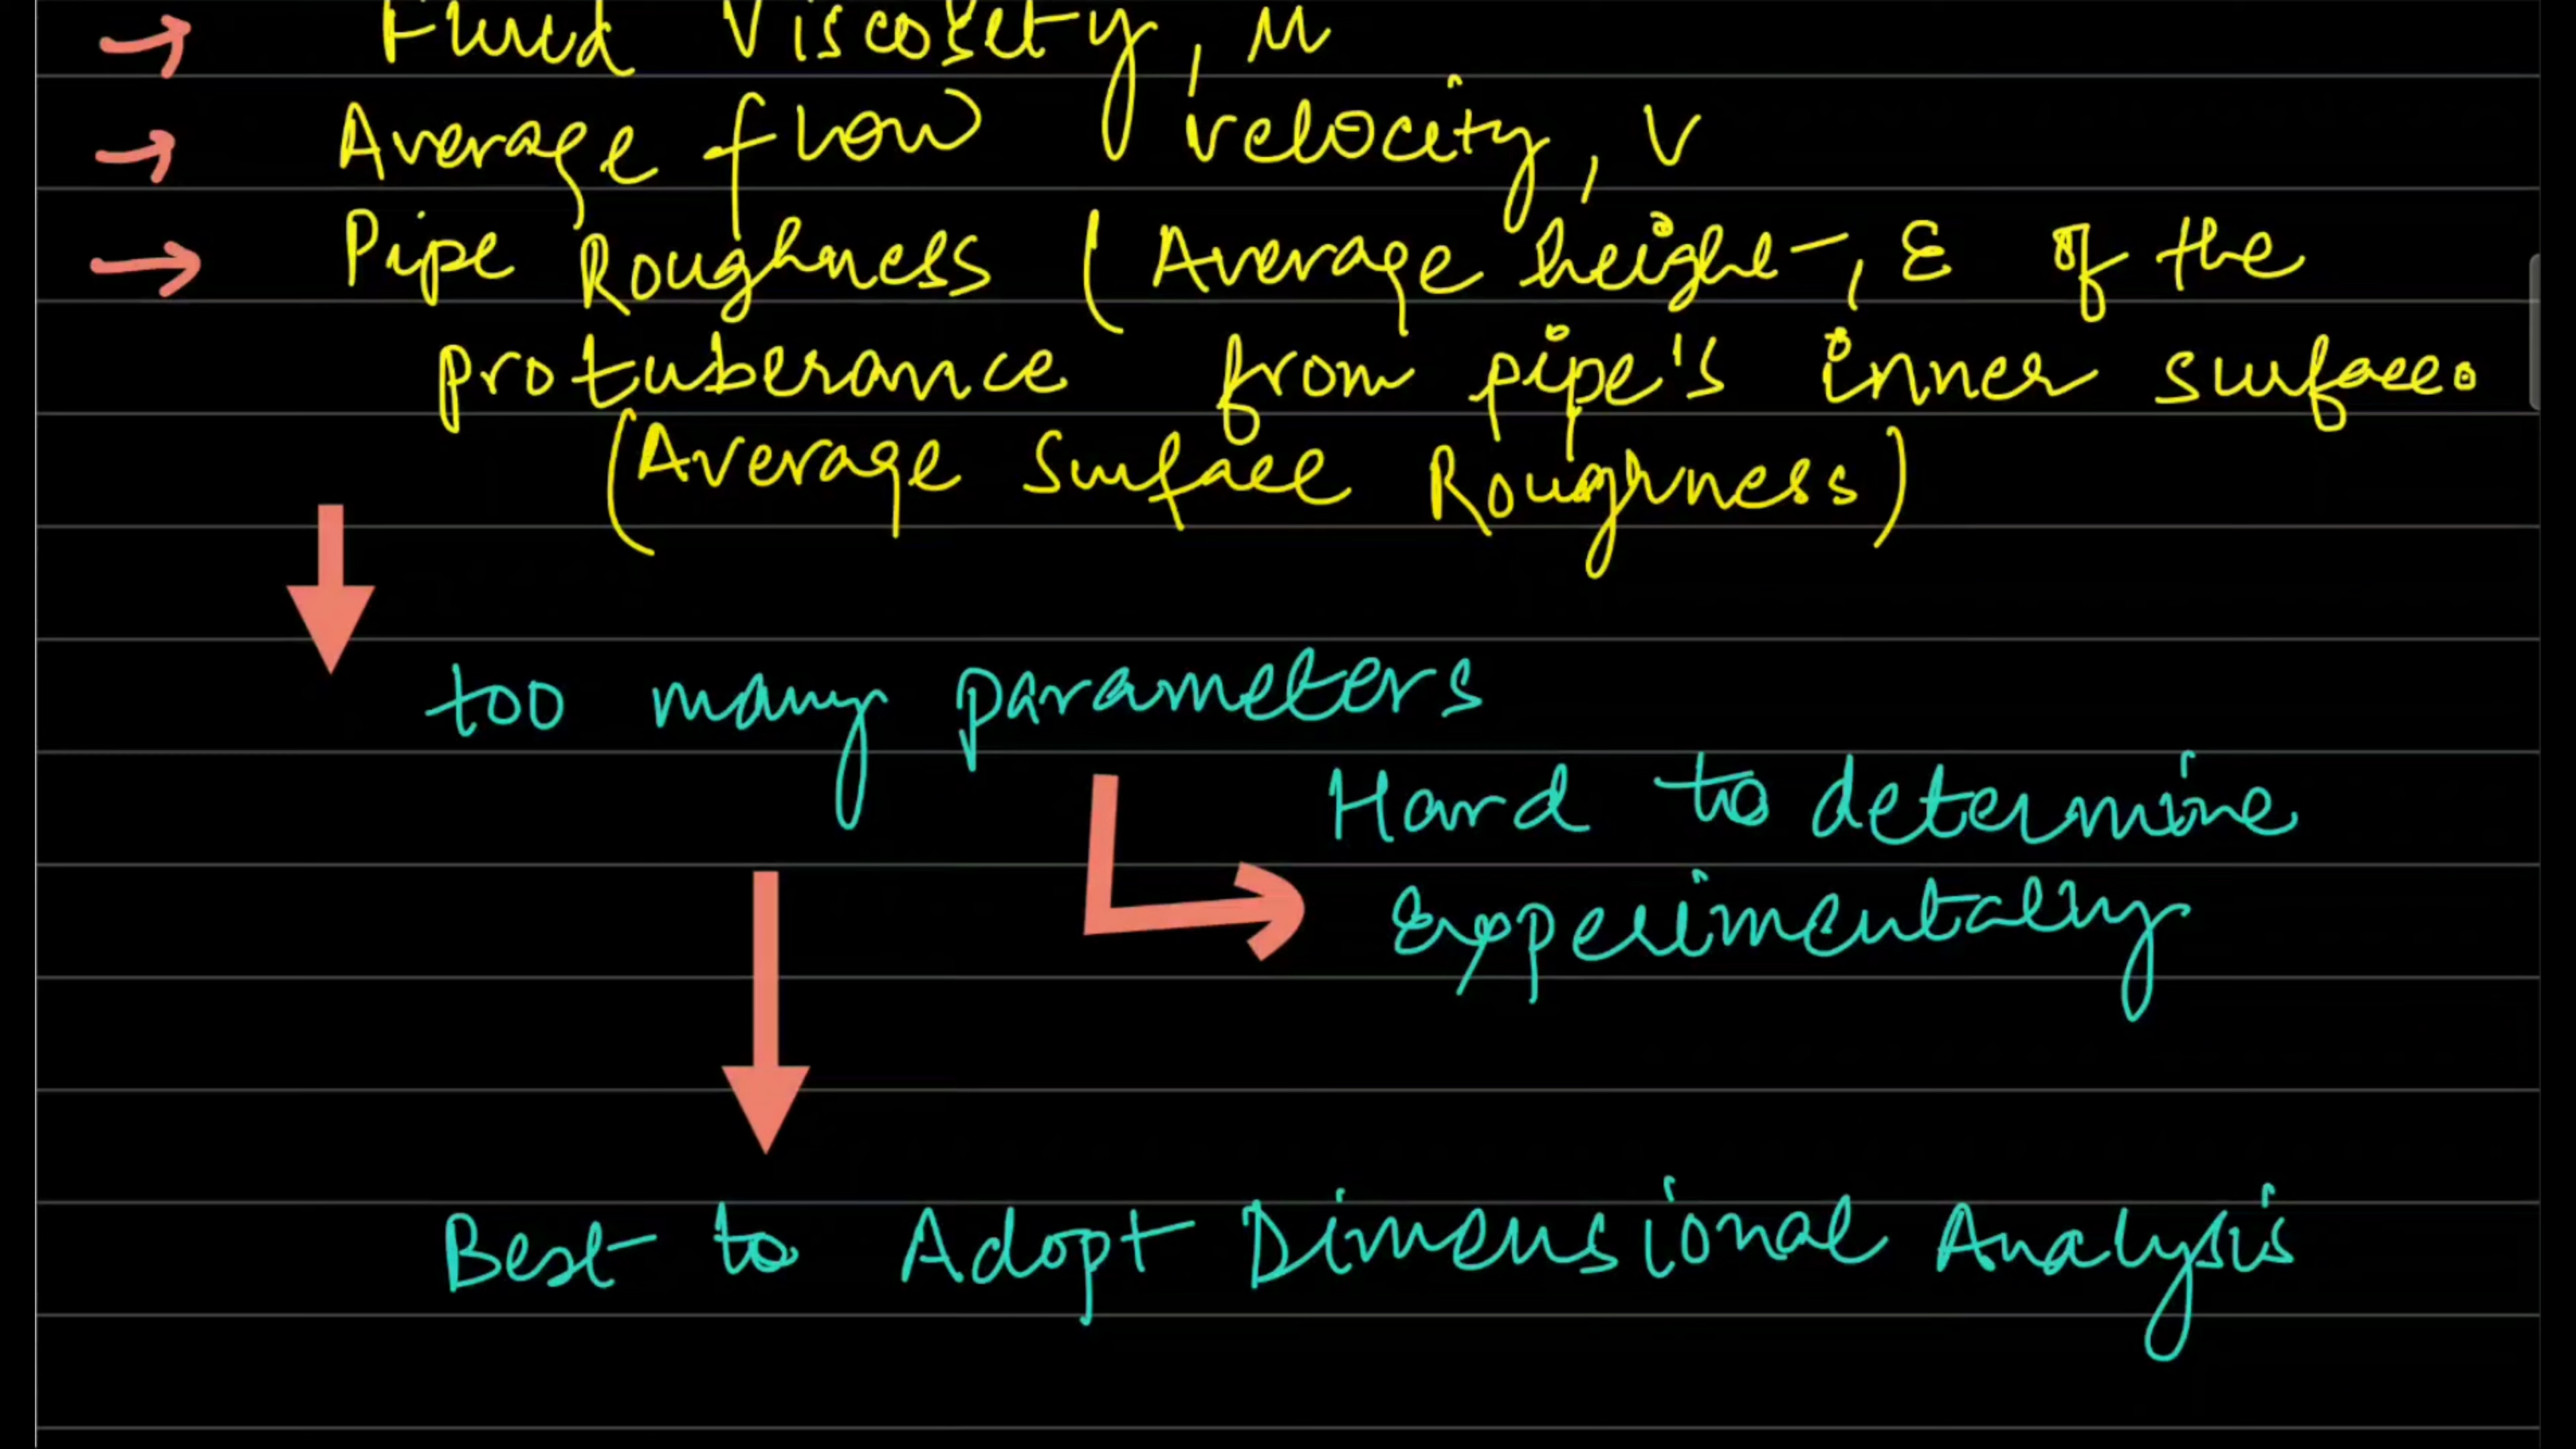 → Fluid Viscosity, μ
→ Average flow velocity, V
→ Pipe Roughness (Average height, ε of the
protuberance from pipe's inner surface.
(Average Surface Roughness)
too many parameters
Hard to determine
Experimentally
Best to Adopt Dimensional Analysis